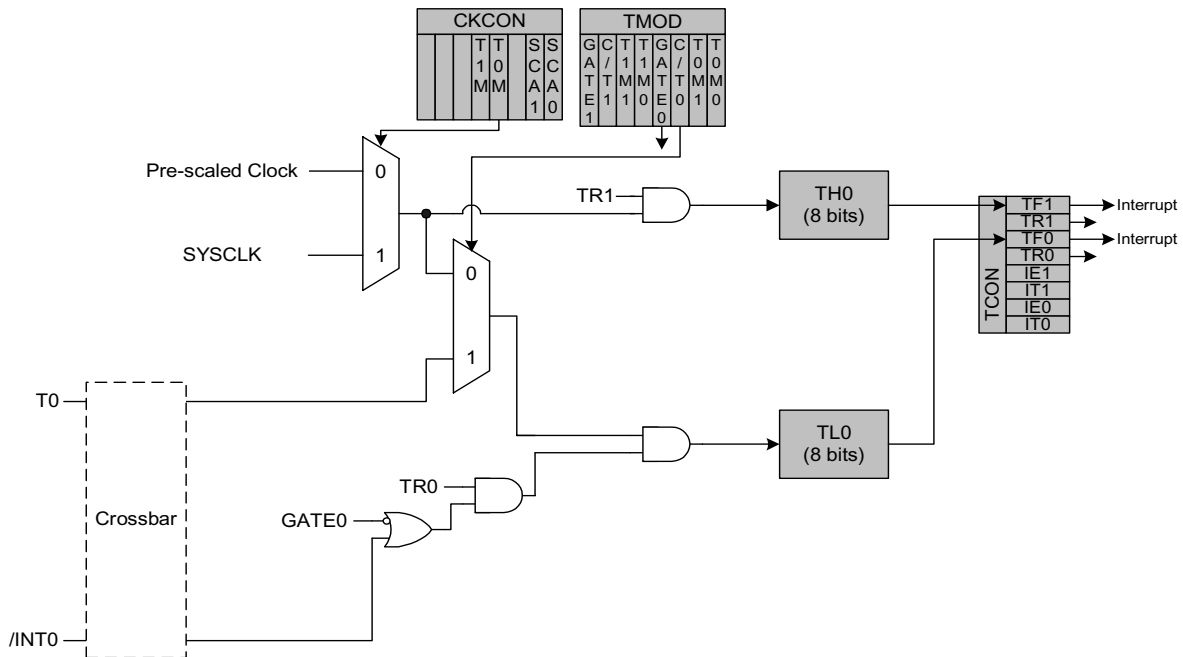 CKCON
T1M
T0M
SCA1
SCA0
TMOD
GATE1
C/T1
T1M1
T1M0
GATE0
C/T0
T0M1
T0M0
Pre-scaled Clock
0
SYSCLK
1
TR1
TH0
(8 bits)
TCON
TF1
TR1
TF0
TR0
IE1
IT1
IE0
IT0
Interrupt
Interrupt
0
1
T0
Crossbar
/INT0
TR0
GATE0
TL0
(8 bits)